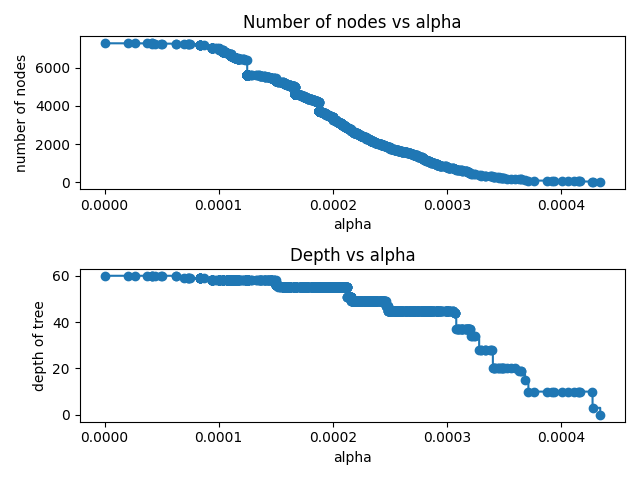 Number of nodes vs alpha
number of nodes
6000
4000
2000
0
0.0000 0.0001 0.0002 0.0003 0.0004
alpha
Depth vs alpha
depth of tree
60
40
20
0
0.0000 0.0001 0.0002 0.0003 0.0004
alpha